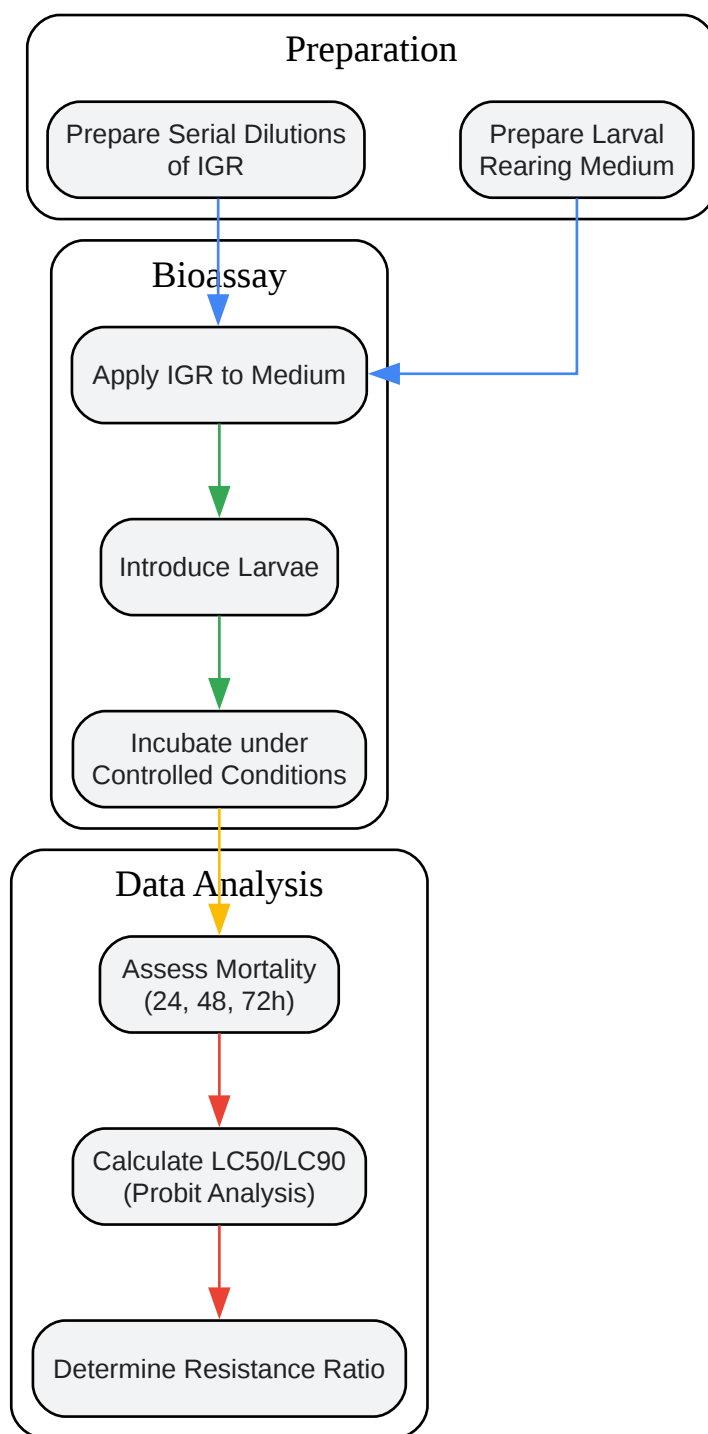 Preparation
Prepare Serial Dilutions
of IGR
Prepare Larval
Rearing Medium
Bioassay
Apply IGR to Medium
Introduce Larvae
Incubate under
Controlled Conditions
Data Analysis
Assess Mortality
(24, 48, 72h)
Calculate LC50/LC90
(Probit Analysis)
Determine Resistance Ratio